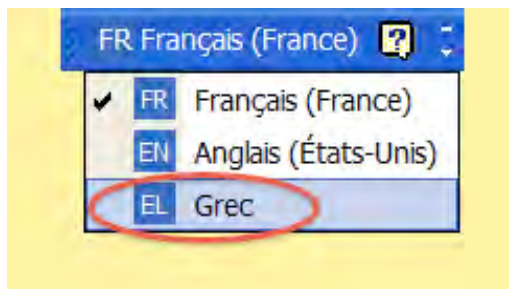 FR Français (France)
FR Français (France)
EN Anglais (États-Unis)
EL Grec